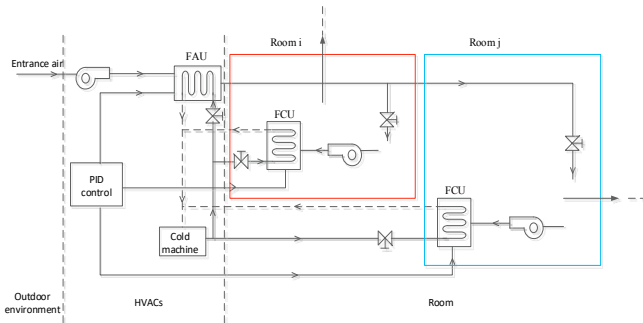 Room i
Room j
FAU
Entrance air
FCU
PID
control
FCU
Cold
machine
Outdoor
environment
HVACs
Room